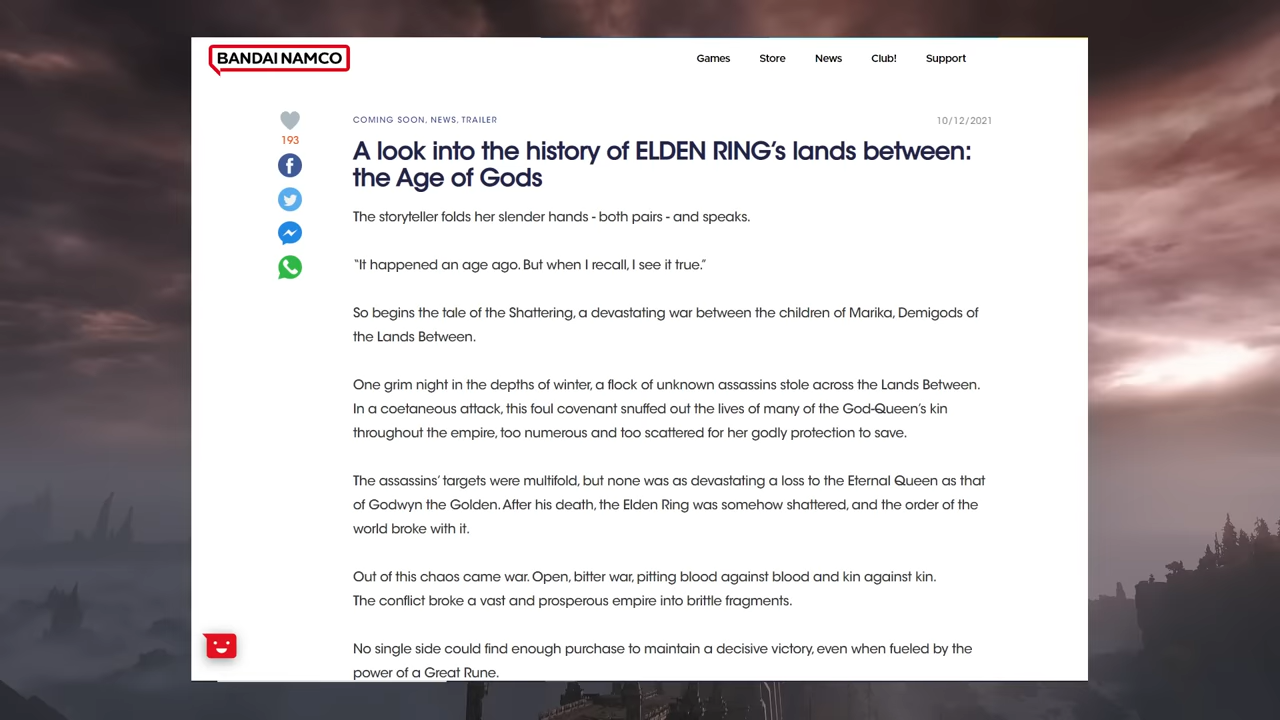 BANDAI NAMCO
Games
Store
News
Club!
Support
193
COMING SOON, NEWS, TRAILER
10/12/2021
A look into the history of ELDEN RING’s lands between:
the Age of Gods
The storyteller folds her slender hands - both pairs - and speaks.
“It happened an age ago. But when I recall, I see it true.”
So begins the tale of the Shattering, a devastating war between the children of Marika, Demigods of
the Lands Between.
One grim night in the depths of winter, a flock of unknown assassins stole across the Lands Between.
In a coetaneous attack, this foul covenant snuffed out the lives of many of the God-Queen’s kin
throughout the empire, too numerous and too scattered for her godly protection to save.
The assassins’ targets were multifold, but none was as devastating a loss to the Eternal Queen as that
of Godwyn the Golden. After his death, the Elden Ring was somehow shattered, and the order of the
world broke with it.
Out of this chaos came war. Open, bitter war, pitting blood against blood and kin against kin.
The conflict broke a vast and prosperous empire into brittle fragments.
No single side could find enough purchase to maintain a decisive victory, even when fueled by the
power of a Great Rune.